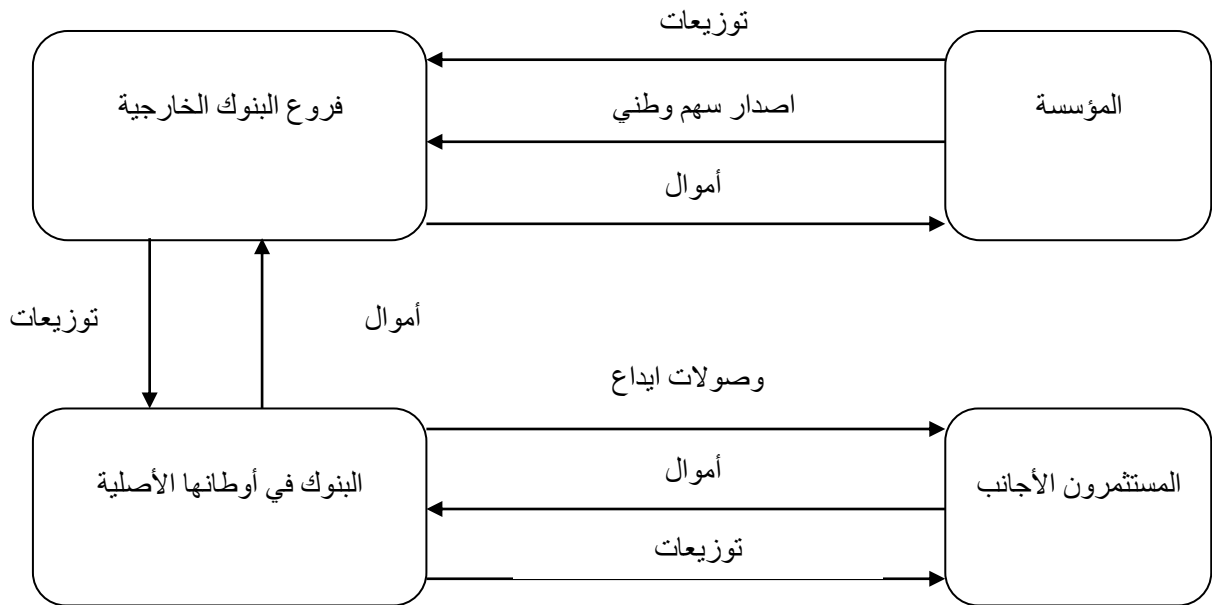 توزيعات
المؤسسة
فروع البنوك الخارجية
اصدار سهم وطني
أموال
أموال
توزيعات
وصولات ايداع
المستثمرون الأجانب
البنوك في أوطانها الأصلية
أموال
توزيعات